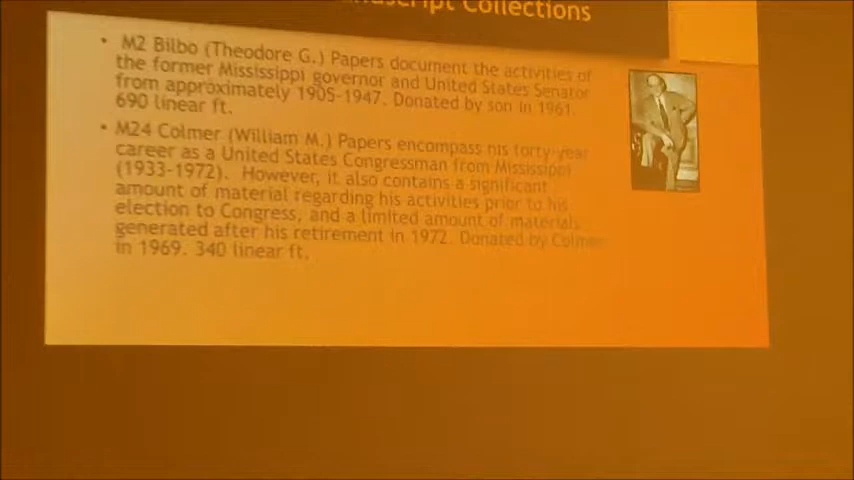 Collections
• M2 Bilbo (Theodore G.) Papers document the activities of
the former Mississippi governor and United States Senator
from approximately 1905-1947. Donated by son in 1961.
690 linear ft.
• M24 Colmer (William M.) Papers encompass his forty-year
career as a United States Congressman from Mississippi
(1933-1972). However, it also contains a significant
amount of material regarding his activities prior to his
election to Congress, and a limited amount of materials
generated after his retirement in 1972. Donated by Colmer
in 1969. 340 linear ft.